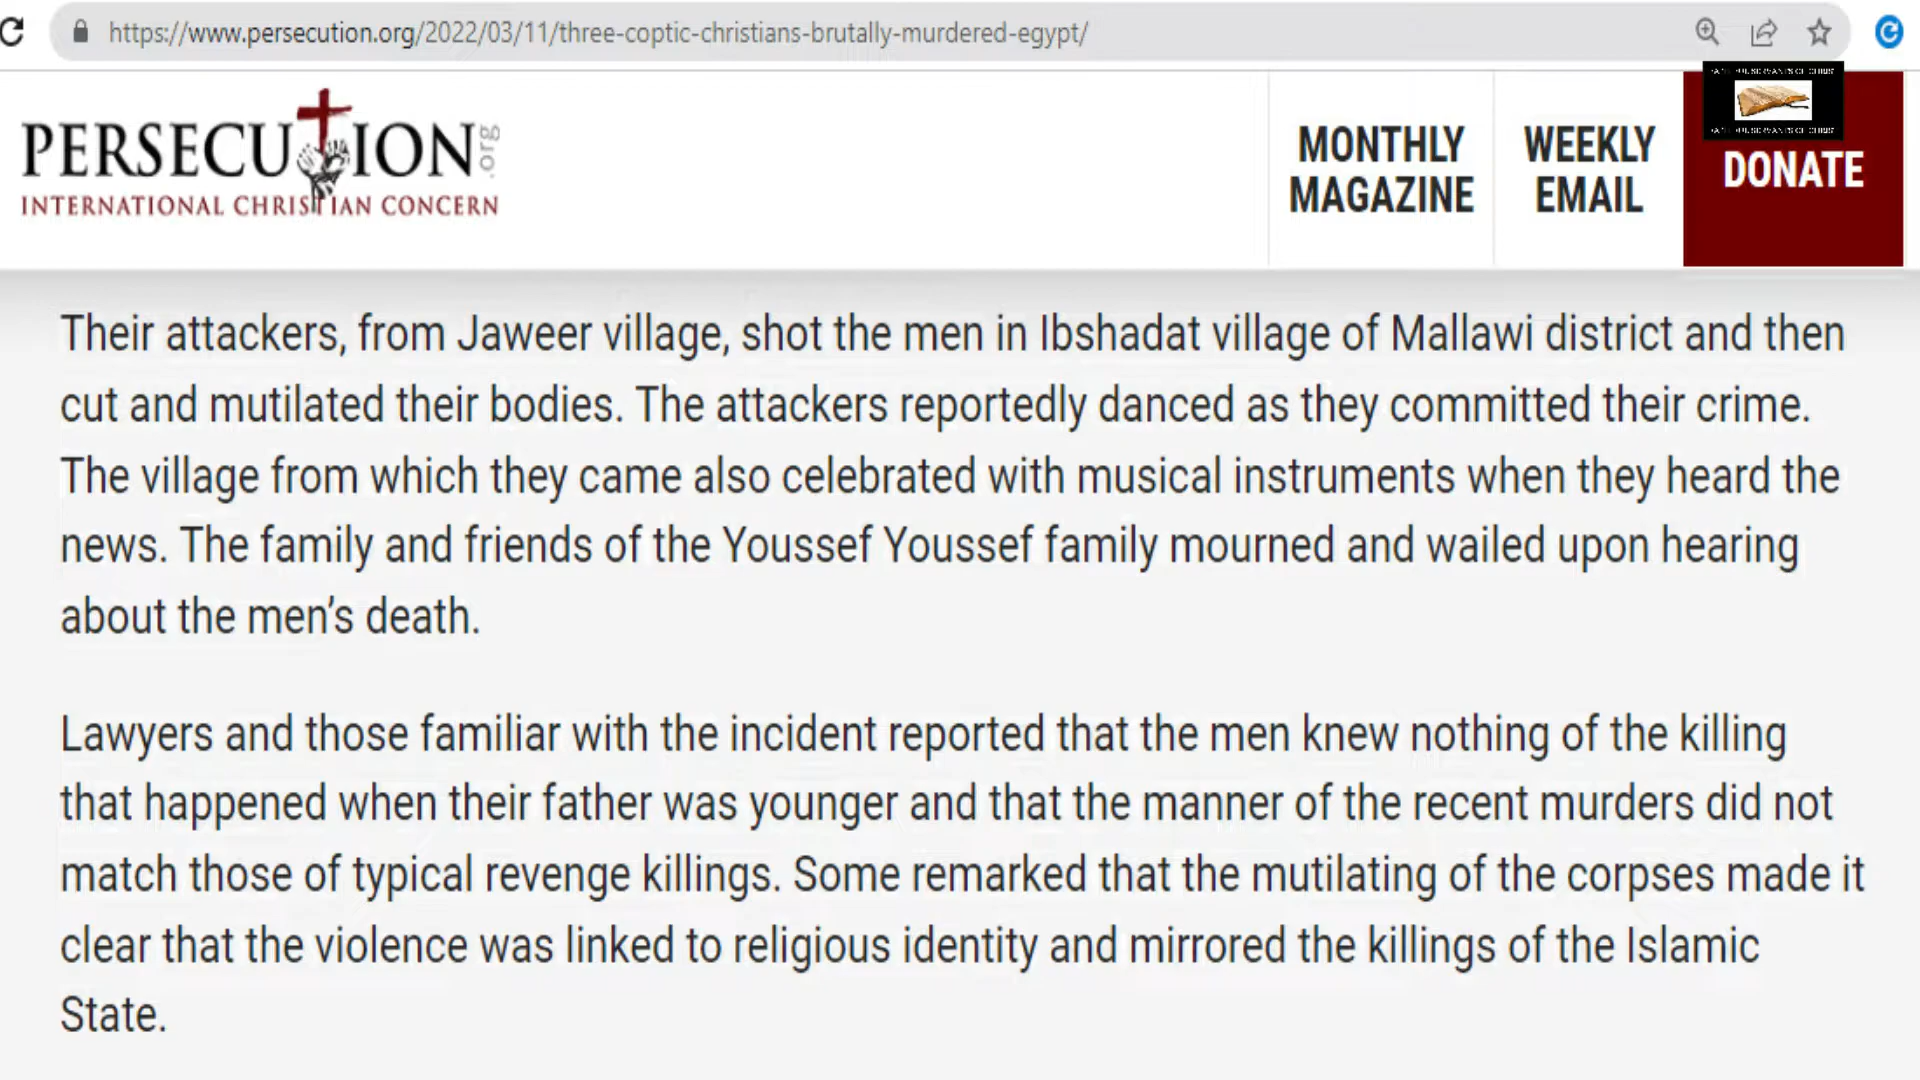 https://www.persecution.org/2022/03/11/three-coptic-christians-brutally-murdered-egypt/
PERSECUTION.org
INTERNATIONAL CHRISTIAN CONCERN
MONTHLY
MAGAZINE
WEEKLY
EMAIL
DONATE
Their attackers, from Jaweer village, shot the men in Ibshadat village of Mallawi district and then
cut and mutilated their bodies. The attackers reportedly danced as they committed their crime.
The village from which they came also celebrated with musical instruments when they heard the
news. The family and friends of the Youssef Youssef family mourned and wailed upon hearing
about the men’s death.
Lawyers and those familiar with the incident reported that the men knew nothing of the killing
that happened when their father was younger and that the manner of the recent murders did not
match those of typical revenge killings. Some remarked that the mutilating of the corpses made it
clear that the violence was linked to religious identity and mirrored the killings of the Islamic
State.